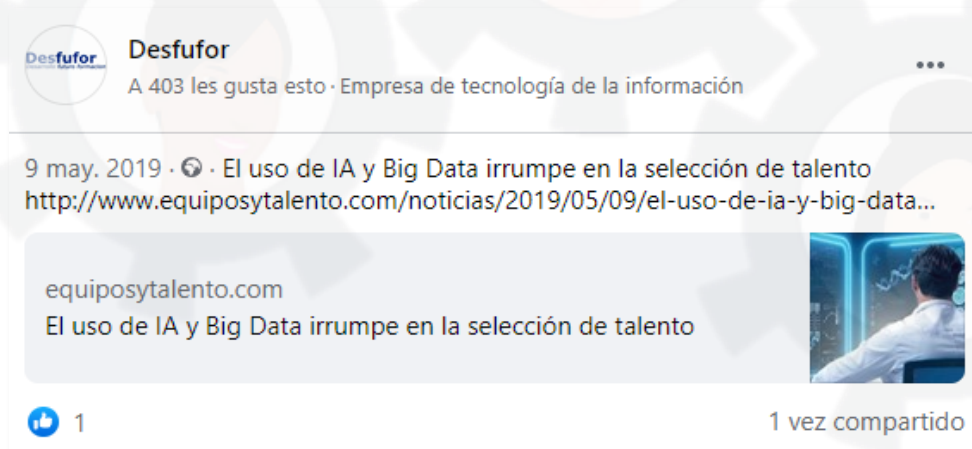 Desfufor
Desfufor
A 403 les gusta esto · Empresa de tecnología de la información
9 may. 2019 · · El uso de IA y Big Data irrumpe en la selección de talento
http://www.equiposytalento.com/noticias/2019/05/09/el-uso-de-ia-y-big-data...
equiposytalento.com
El uso de IA y Big Data irrumpe en la selección de talento
1
1 vez compartido